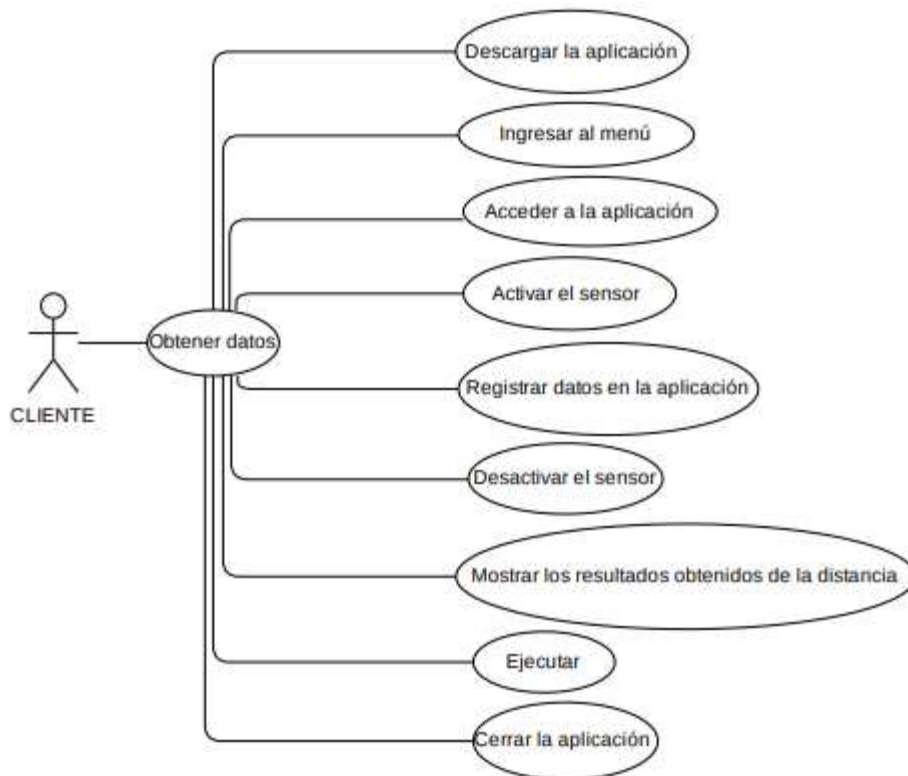 Descargar la aplicación
Ingresar al menú
Acceder a la aplicación
Activar el sensor
Obtener datos
Registrar datos en la aplicación
CLIENTE
Desactivar el sensor
Mostrar los resultados obtenidos de la distancia
Ejecutar
Cerrar la aplicación